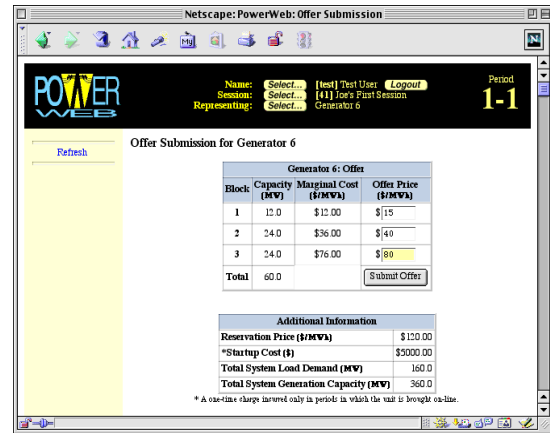 Netscape: PowerWeb: Offer Submission
My
N
POWER
WEB
Name: Select... [test] Test User Logout
Session: Select... [41] Joe's First Session
Representing: Select... Generator 6
Period
1-1
Refresh
Offer Submission for Generator 6
Generator 6: Offer
Block Capacity (MW) Marginal Cost ($/MWh) Offer Price ($/MWh)
1 12.0 $12.00 $ 15
2 24.0 $36.00 $ 40
3 24.0 $76.00 $ 80
Total 60.0 Submit Offer
Additional Information
Reservation Price ($/MWh) $120.00
*Startup Cost ($) $5000.00
Total System Load Demand (MW) 160.0
Total System Generation Capacity (MW) 360.0
* A one-time charge incurred only in periods in which the unit is brought on-line.